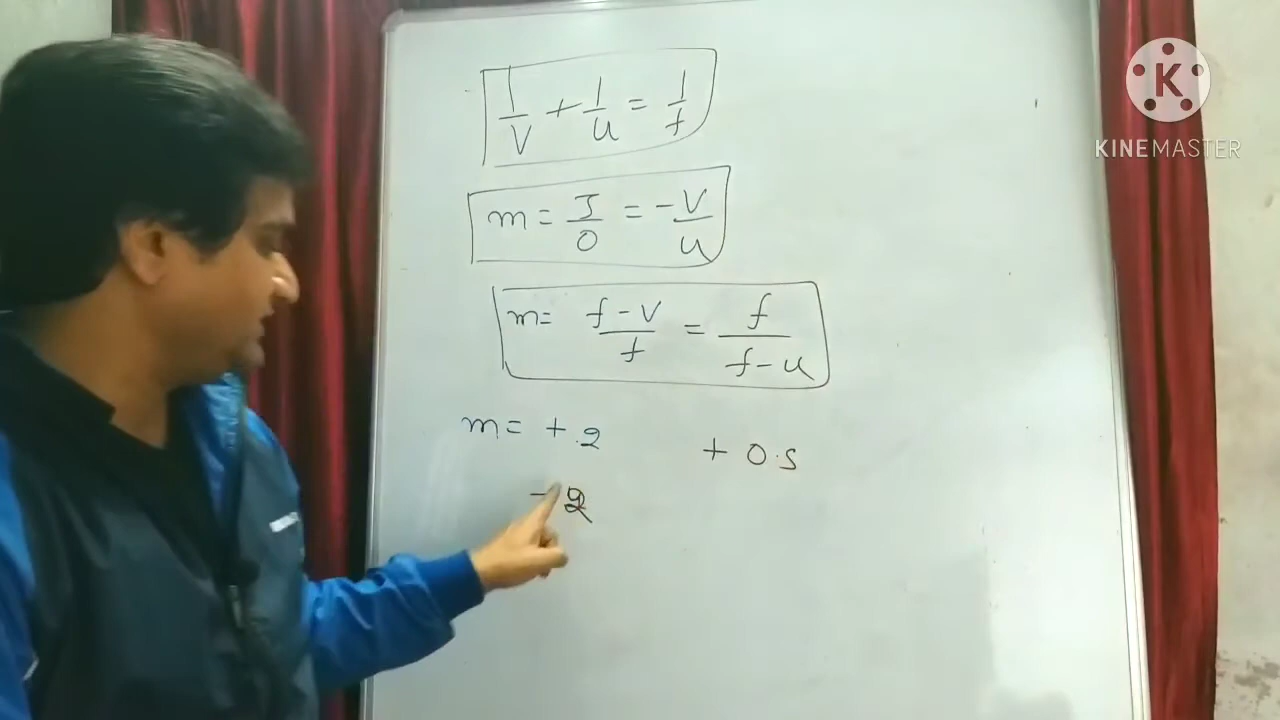 1/V + 1/u = 1/f
m = I/O = -V/u
m = f-V/f = f/f-u
m = +2 + 0.5
-2
K
KINEMASTER